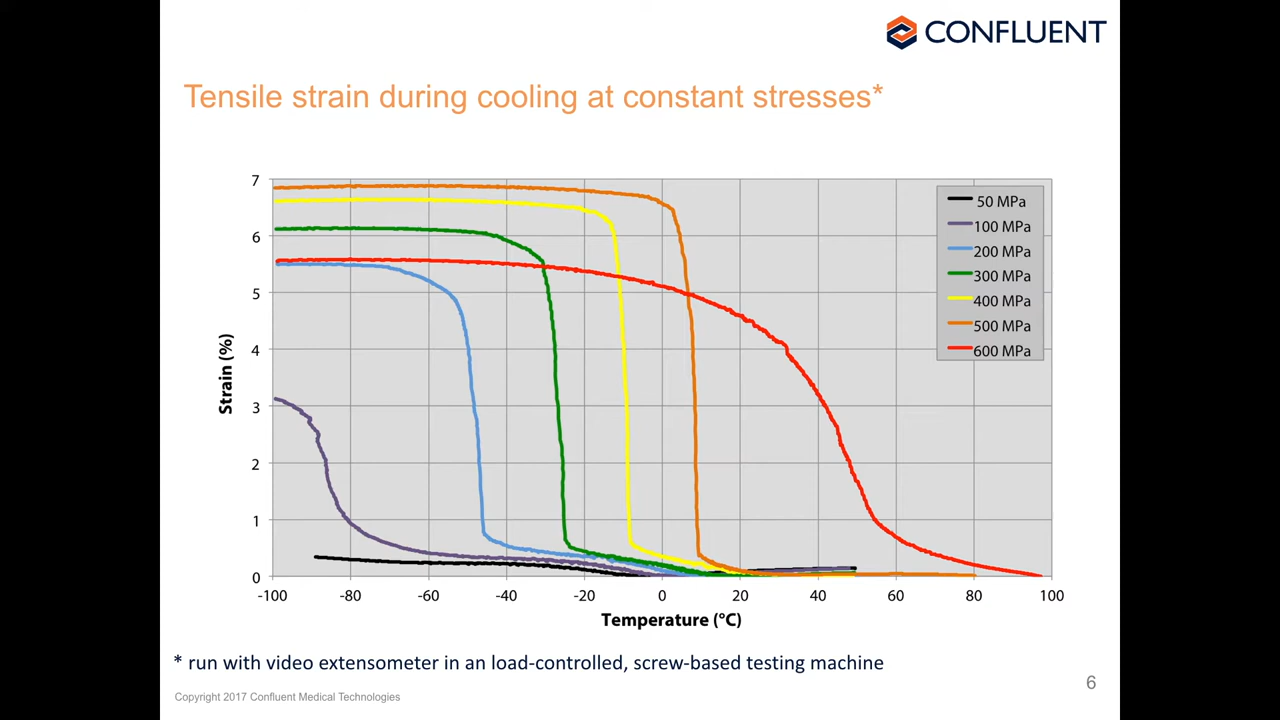 CONFLUENT
Tensile strain during cooling at constant stresses*
7
6
5
4
3
2
1
0
Strain (%)
50 MPa
100 MPa
200 MPa
300 MPa
400 MPa
500 MPa
600 MPa
-100 -80 -60 -40 -20 0 20 40 60 80 100
Temperature (°C)
* run with video extensometer in an load-controlled, screw-based testing machine
6
Copyright 2017 Confluent Medical Technologies